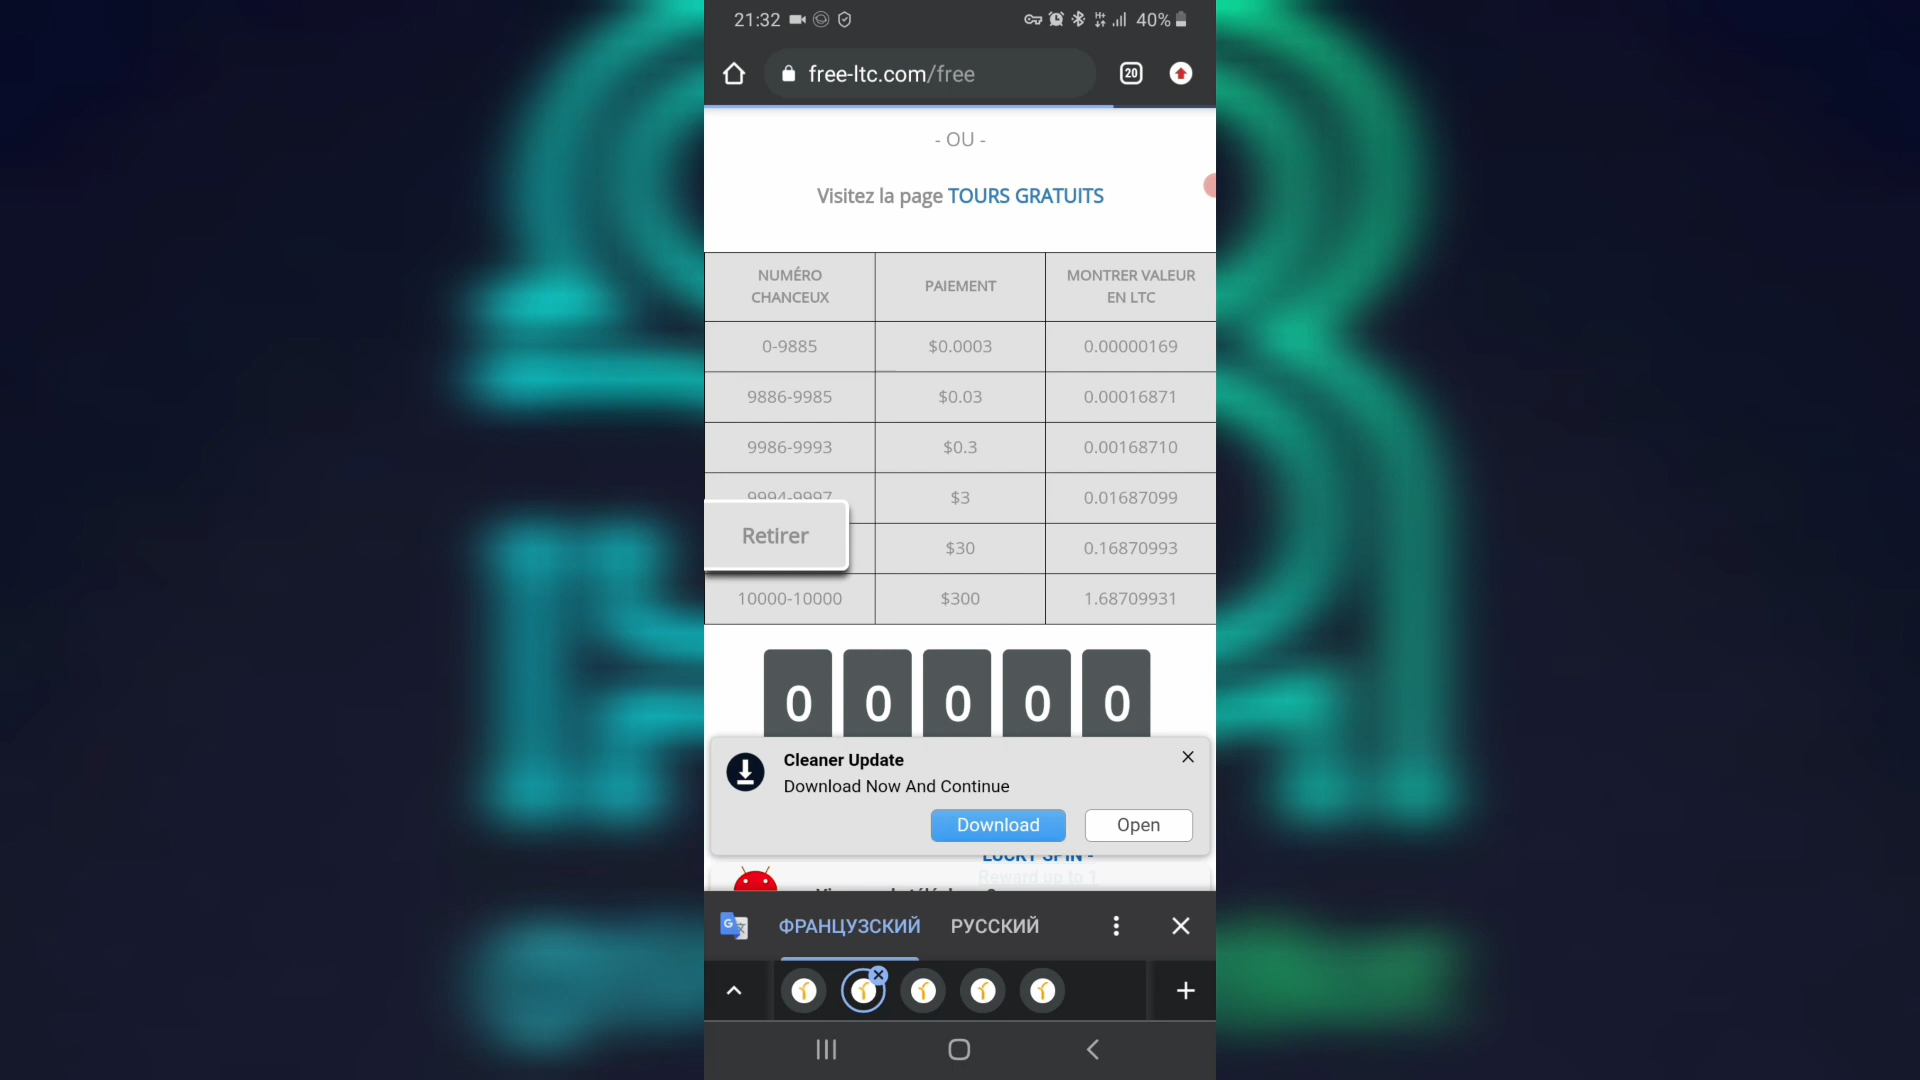 21:32
40%
free-ltc.com/free
20
- OU -
Visitez la page TOURS GRATUITS
NUMÉRO CHANCEUX
PAIEMENT
MONTRER VALEUR EN LTC
0-9885 $0.0003 0.00000169
9886-9985 $0.03 0.00016871
9986-9993 $0.3 0.00168710
9994-9997 $3 0.01687099
Retirer
$30 0.16870993
10000-10000 $300 1.68709931
0 0 0 0 0
Cleaner Update
Download Now And Continue
Download Open
LUCKY SPIN -
Reward up to 1
ФРАНЦУЗСКИЙ РУССКИЙ